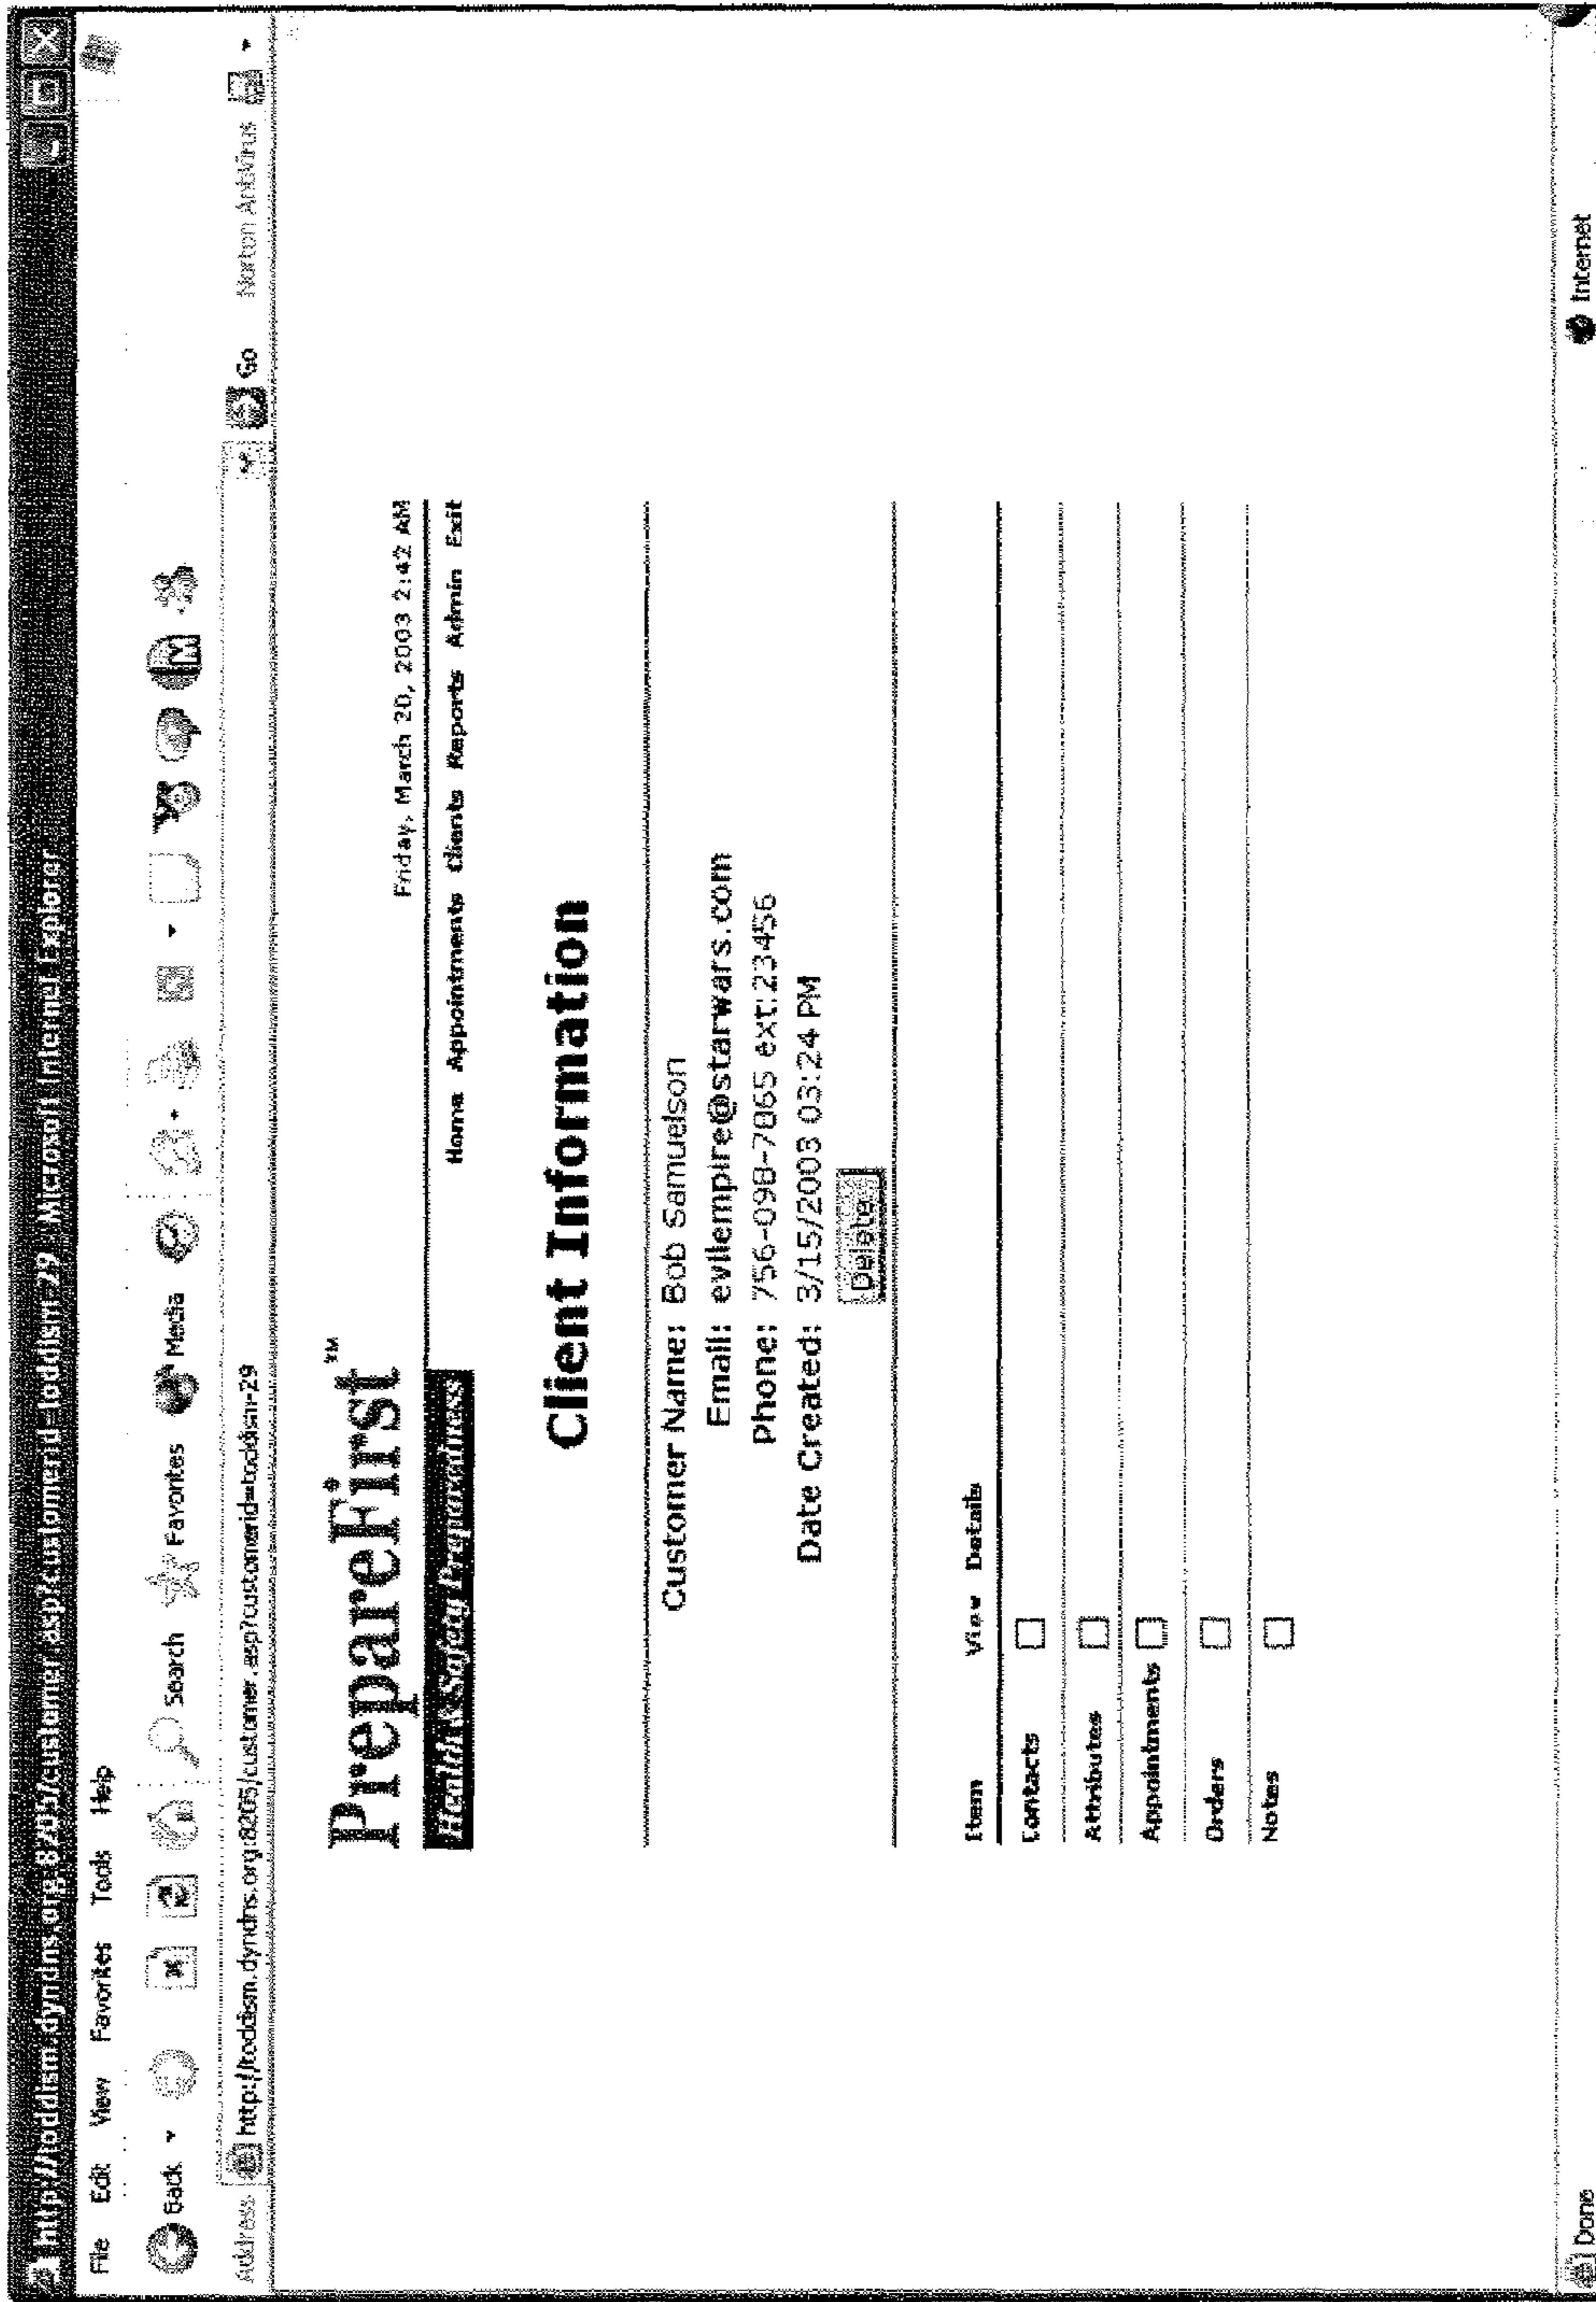 http://toddism.dyndns.org:8205/customer.asp?customerid=toddism-29 - Microsoft Internet Explorer
File Edit View Favorites Tools Help
Back Search Favorites Media
Address http://toddism.dyndns.org:8205/customer.asp?customerid=toddism-29 Go Norton AntiVirus
PrepareFirst™
Friday, March 20, 2003 2:42 AM
Health & Safety Preparedness
Home Appointments Clients Reports Admin Exit
Client Information
Customer Name: Bob Samuelson
Email: evilempire@starwars.com
Phone: 756-098-7065 ext:23456
Date Created: 3/15/2003 03:24 PM
Delete
Item View Details
Contacts
Attributes
Appointments
Orders
Notes
Done Internet